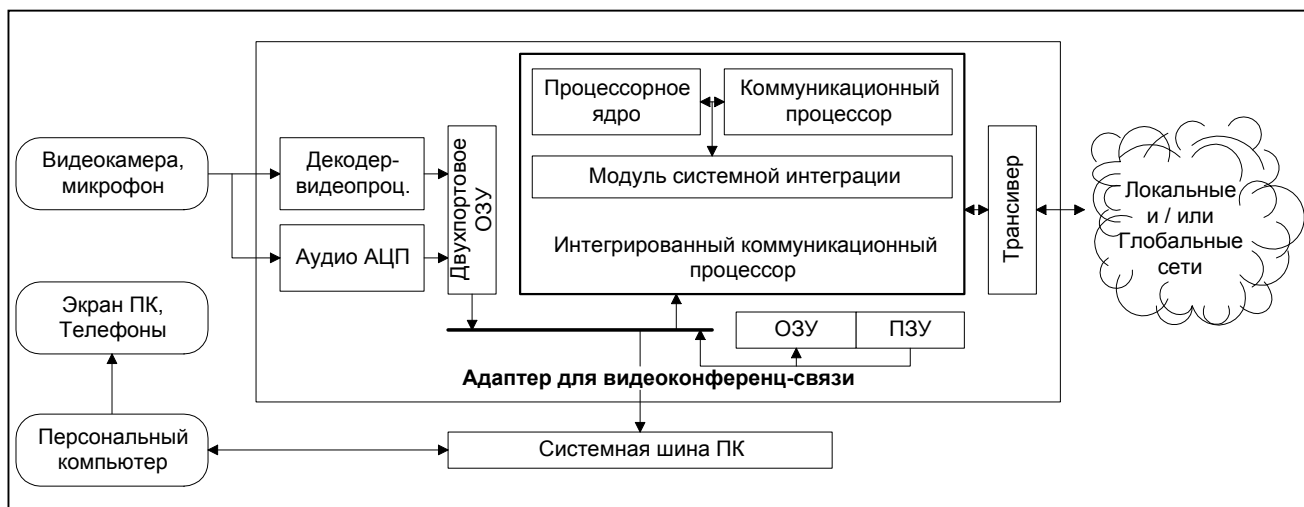 Видеокамера,
микрофон
Экран ПК,
Телефоны
Персональный
компьютер
Декодер-
видеопроц.
Аудио АЦП
Двухпортовое
ОЗУ
Процессорное
ядро
Коммуникационный
процессор
Модуль системной интеграции
Интегрированный коммуникационный
процессор
Трансивер
Локальные
и / или
Глобальные
сети
ОЗУ
ПЗУ
Адаптер для видеоконференц-связи
Системная шина ПК